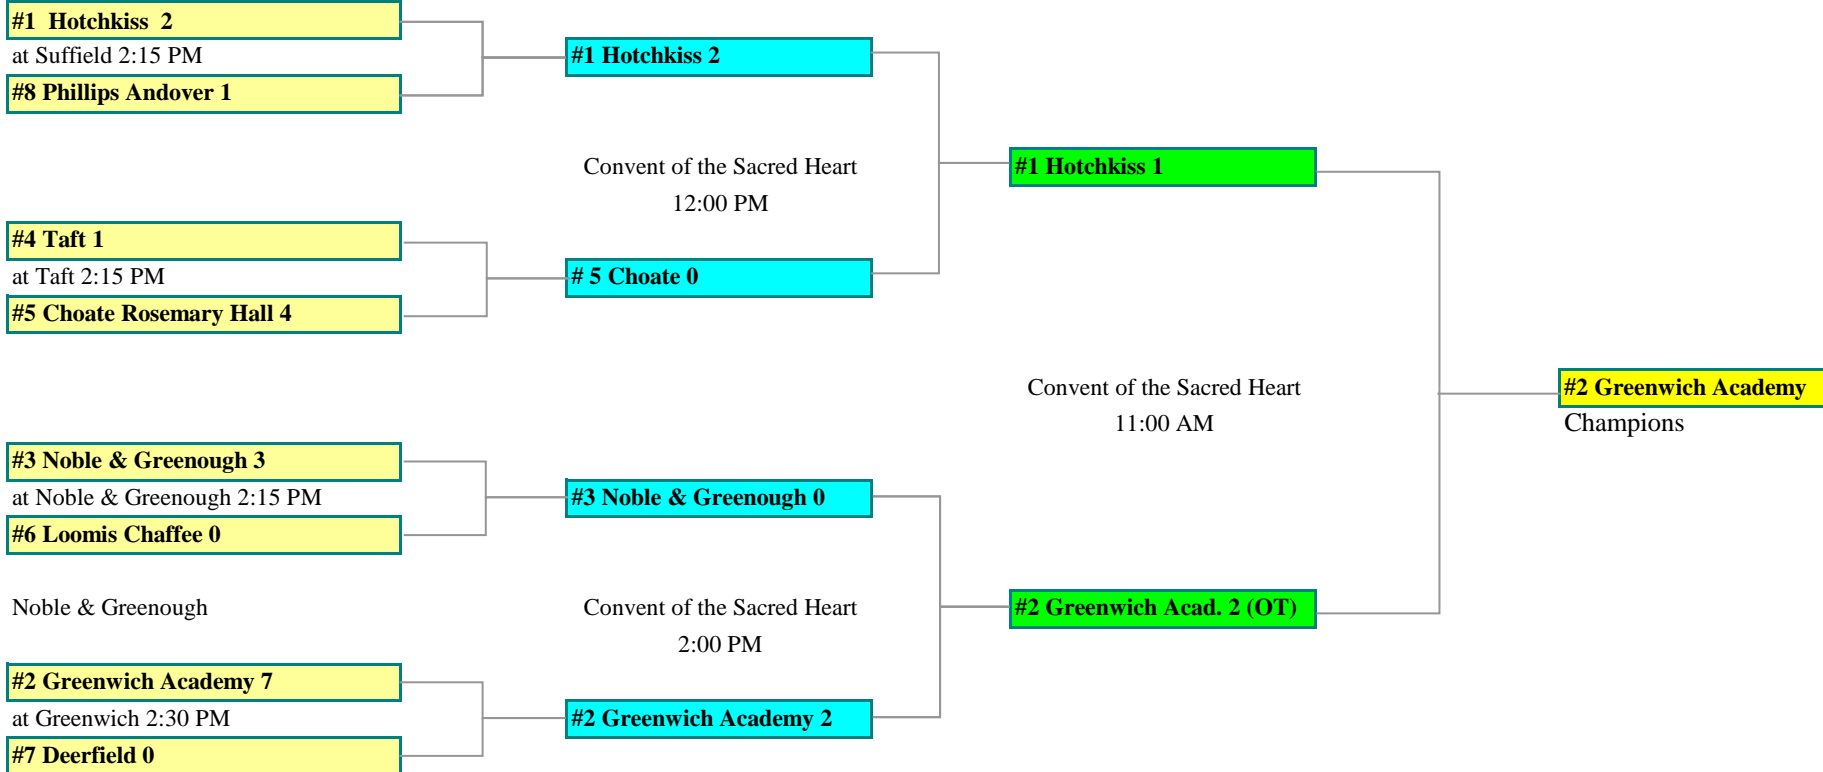 #1  Hotchkiss  2
at Suffield 2:15 PM
#8 Phillips Andover 1
#1 Hotchkiss 2
Convent of the Sacred Heart
12:00 PM
#1 Hotchkiss 1
#4 Taft 1
at Taft 2:15 PM
#5 Choate Rosemary Hall 4
# 5 Choate 0
Convent of the Sacred Heart
11:00 AM
#2 Greenwich Academy
Champions
#3 Noble & Greenough 3
at Noble & Greenough 2:15 PM
#6 Loomis Chaffee 0
#3 Noble & Greenough 0
Noble & Greenough
Convent of the Sacred Heart
2:00 PM
#2 Greenwich Acad. 2 (OT)
#2 Greenwich Academy 7
at Greenwich 2:30 PM
#7 Deerfield 0
#2 Greenwich Academy 2